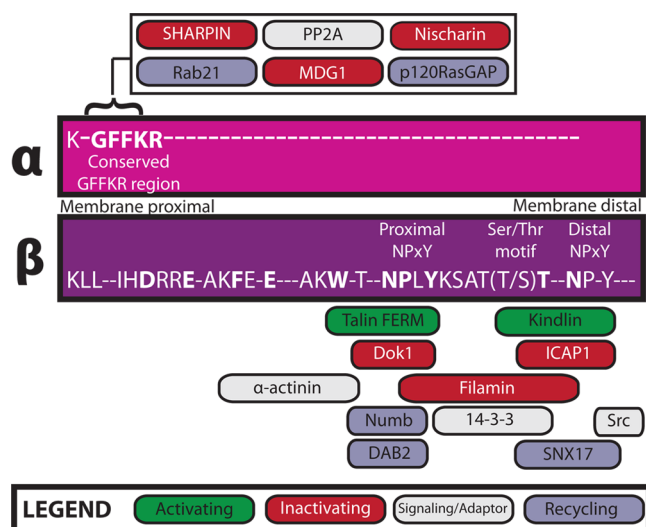 SHARPIN PP2A Nischarin
Rab21 MDG1 p120RasGAP
α
K-GFFKR--------------------------------------
Conserved
GFFKR region
Membrane proximal Membrane distal
β
Proximal Ser/Thr Distal
NPxY motif NPxY
KLL--IHDRRE-AKFE-E---AKW-T--NPLYKSAT(T/S)T--NP-Y---
Talin FERM Kindlin
Dok1 ICAP1
α-actinin Filamin
Numb 14-3-3 Src
DAB2 SNX17
LEGEND Activating Inactivating Signaling/Adaptor Recycling